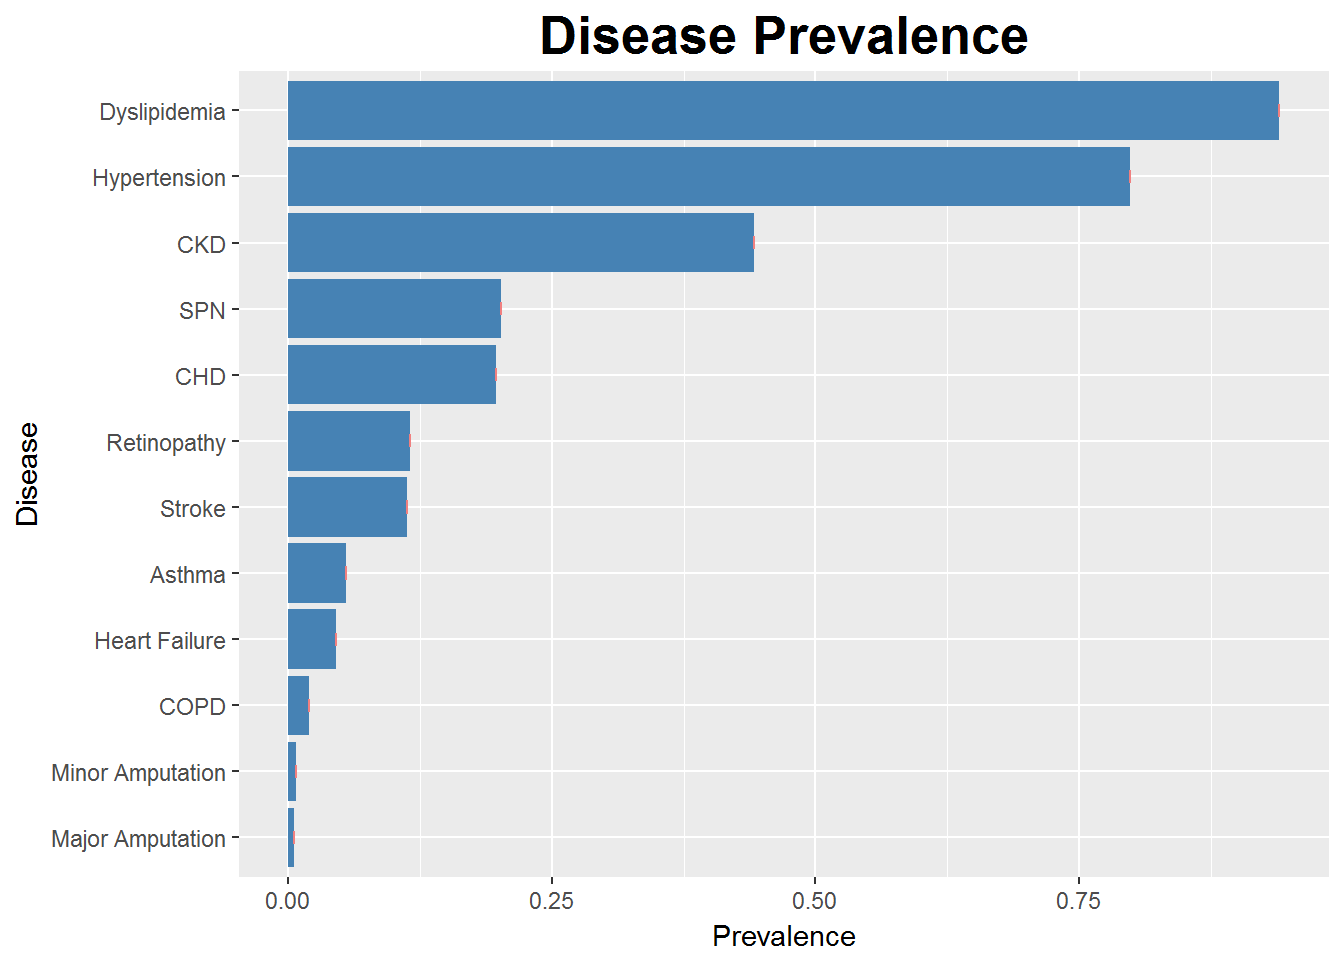 Disease Prevalence
Disease
Dyslipidemia
Hypertension
CKD
SPN
CHD
Retinopathy
Stroke
Asthma
Heart Failure
COPD
Minor Amputation
Major Amputation
0.00 0.25 0.50 0.75
Prevalence